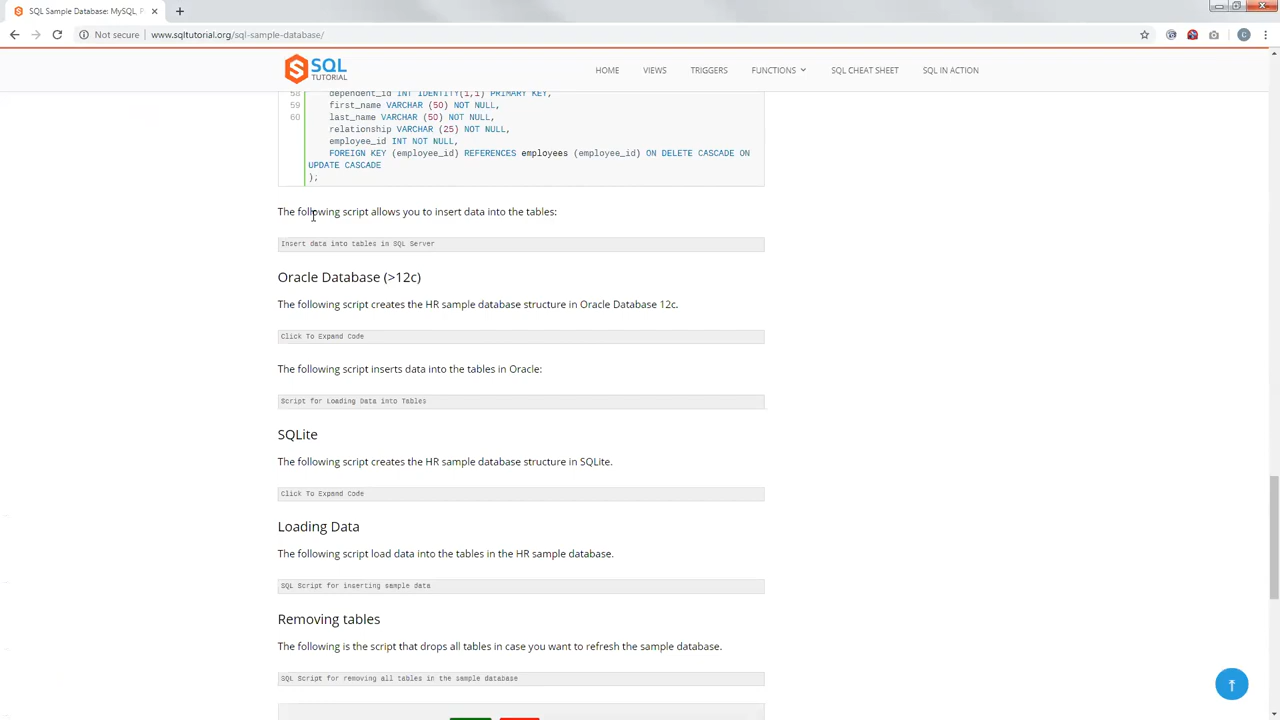 SQL Sample Database: MySQL, P
Not secure
www.sqltutorial.org/sql-sample-database/
C
SQL
TUTORIAL
HOME
VIEWS
TRIGGERS
FUNCTIONS
SQL CHEAT SHEET
SQL IN ACTION
58 dependent_id INT IDENTITY(1,1) PRIMARY KEY,
59 first_name VARCHAR (50) NOT NULL,
60 last_name VARCHAR (50) NOT NULL,
relationship VARCHAR (25) NOT NULL,
employee_id INT NOT NULL,
FOREIGN KEY (employee_id) REFERENCES employees (employee_id) ON DELETE CASCADE ON
UPDATE CASCADE
);
The following script allows you to insert data into the tables:
Insert data into tables in SQL Server
Oracle Database (>12c)
The following script creates the HR sample database structure in Oracle Database 12c.
Click To Expand Code
The following script inserts data into the tables in Oracle:
Script for Loading Data into Tables
SQLite
The following script creates the HR sample database structure in SQLite.
Click To Expand Code
Loading Data
The following script load data into the tables in the HR sample database.
SQL Script for inserting sample data
Removing tables
The following is the script that drops all tables in case you want to refresh the sample database.
SQL Script for removing all tables in the sample database